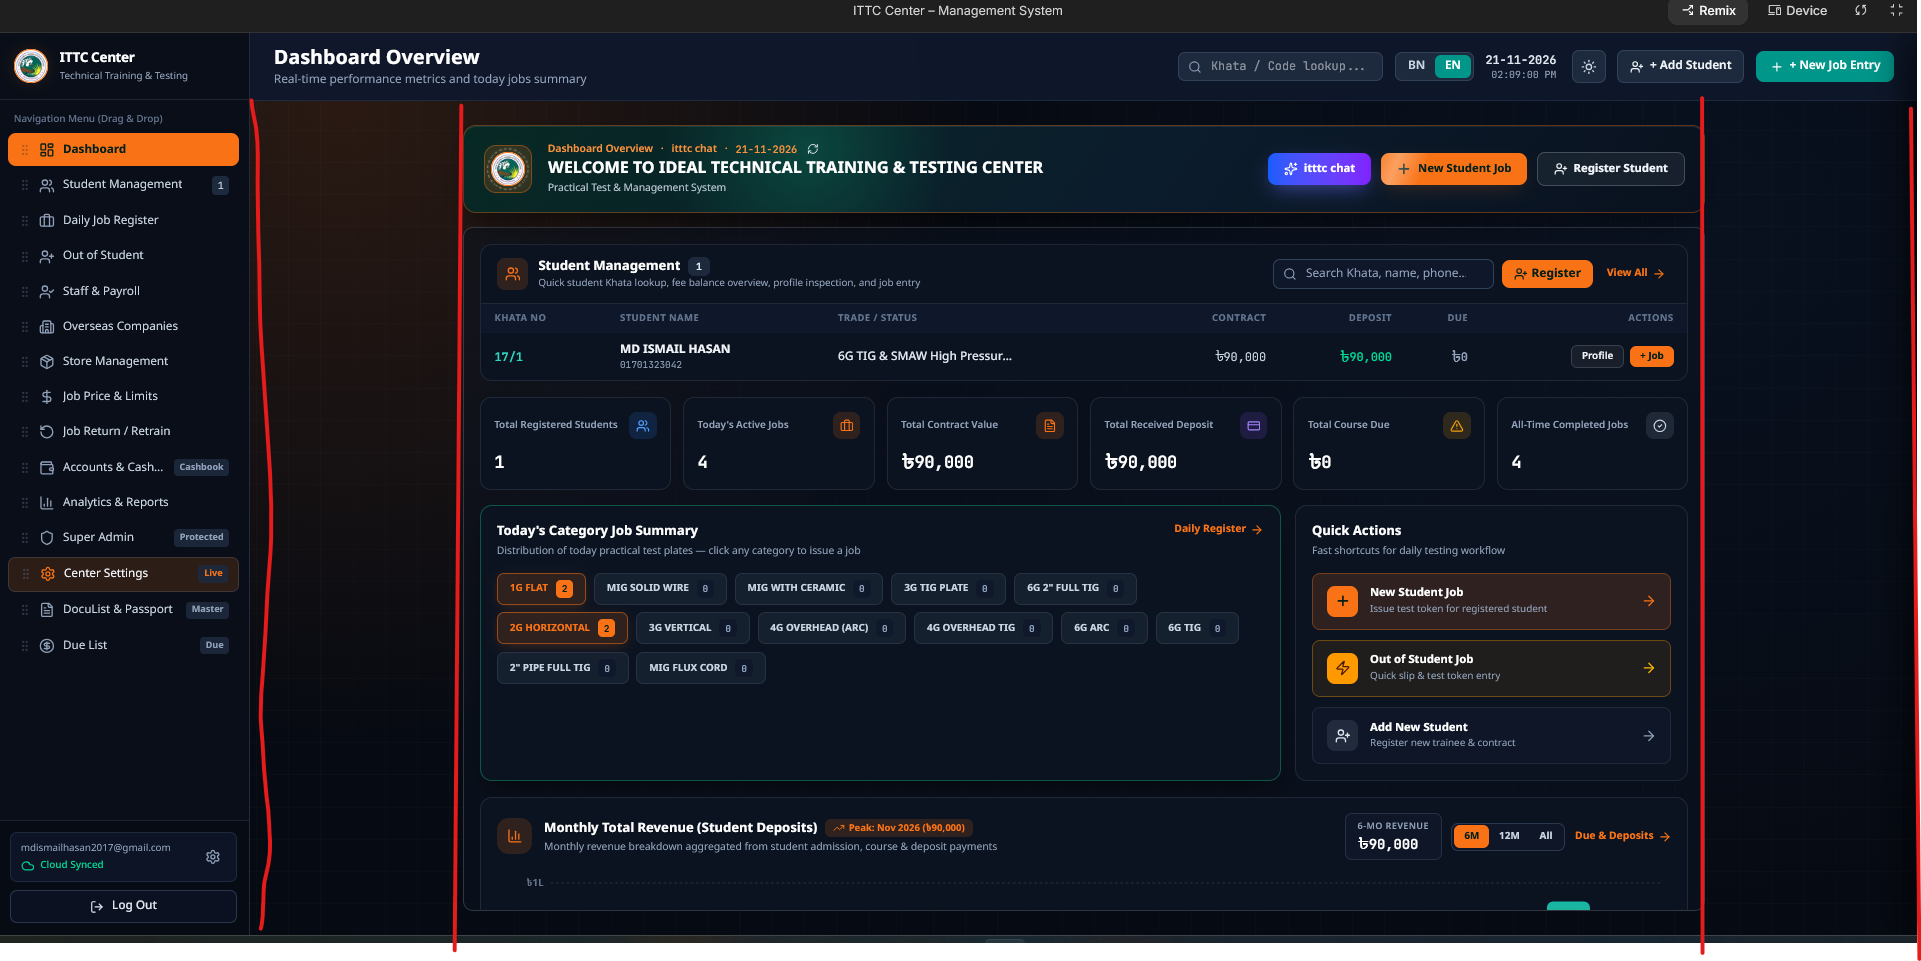 ITTC Center – Management System
Remix
Device
ITTC Center
Technical Training & Testing
Dashboard Overview
Real-time performance metrics and today jobs summary
Khata / Code lookup...
BN
EN
21-11-2026
02:09:00 PM
+ Add Student
+ New Job Entry
Navigation Menu (Drag & Drop)
Dashboard
Student Management 1
Daily Job Register
Out of Student
Staff & Payroll
Overseas Companies
Store Management
Job Price & Limits
Job Return / Retrain
Accounts & Cash... Cashbook
Analytics & Reports
Super Admin Protected
Center Settings Live
DocuList & Passport Master
Due List Due
mdismailhasan2017@gmail.com
Cloud Synced
Log Out
Dashboard Overview · itttc chat · 21-11-2026
WELCOME TO IDEAL TECHNICAL TRAINING & TESTING CENTER
Practical Test & Management System
itttc chat
New Student Job
Register Student
Student Management 1
Quick student Khata lookup, fee balance overview, profile inspection, and job entry
Search Khata, name, phone..
Register
View All
KHATA NO STUDENT NAME TRADE / STATUS CONTRACT DEPOSIT DUE ACTIONS
17/1 MD ISMAIL HASAN 6G TIG & SMAW High Pressur... ৳90,000 ৳90,000 ৳0 Profile + Job
01701323042
Total Registered Students
1
Today's Active Jobs
4
Total Contract Value
৳90,000
Total Received Deposit
৳90,000
Total Course Due
৳0
All-Time Completed Jobs
4
Today's Category Job Summary
Distribution of today practical test plates — click any category to issue a job
Daily Register
1G FLAT 2 MIG SOLID WIRE 0 MIG WITH CERAMIC 0 3G TIG PLATE 0 6G 2" FULL TIG 0
2G HORIZONTAL 2 3G VERTICAL 0 4G OVERHEAD (ARC) 0 4G OVERHEAD TIG 0 6G ARC 0 6G TIG 0
2" PIPE FULL TIG 0 MIG FLUX CORD 0
Quick Actions
Fast shortcuts for daily testing workflow
New Student Job
Issue test token for registered student
Out of Student Job
Quick slip & test token entry
Add New Student
Register new trainee & contract
Monthly Total Revenue (Student Deposits) Peak: Nov 2026 (৳90,000)
Monthly revenue breakdown aggregated from student admission, course & deposit payments
6-MO REVENUE
৳90,000
6M 12M All
Due & Deposits
৳1L